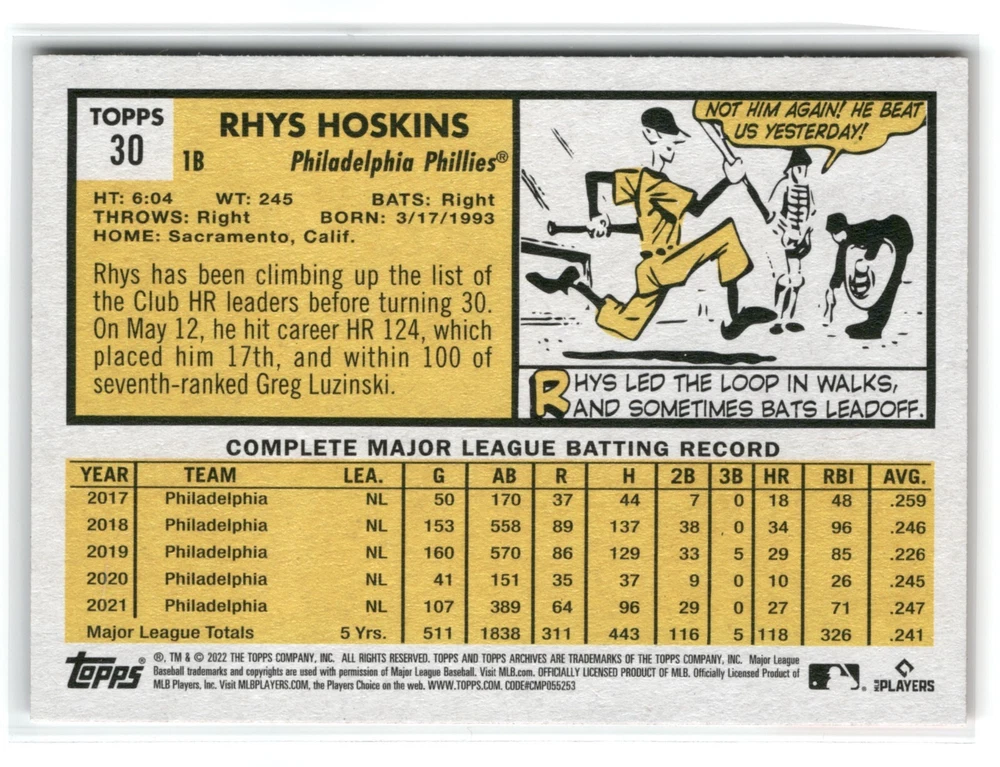 TOPPS
30
RHYS HOSKINS
1B Philadelphia Phillies®
HT: 6:04 WT: 245 BATS: Right
THROWS: Right BORN: 3/17/1993
HOME: Sacramento, Calif.
Rhys has been climbing up the list of
the Club HR leaders before turning 30.
On May 12, he hit career HR 124, which
placed him 17th, and within 100 of
seventh-ranked Greg Luzinski.
NOT HIM AGAIN! HE BEAT
US YESTERDAY!
RHYS LED THE LOOP IN WALKS,
AND SOMETIMES BATS LEADOFF.
COMPLETE MAJOR LEAGUE BATTING RECORD
YEAR TEAM LEA. G AB R H 2B 3B HR RBI AVG.
2017 Philadelphia NL 50 170 37 44 7 0 18 48 .259
2018 Philadelphia NL 153 558 89 137 38 0 34 96 .246
2019 Philadelphia NL 160 570 86 129 33 5 29 85 .226
2020 Philadelphia NL 41 151 35 37 9 0 10 26 .245
2021 Philadelphia NL 107 389 64 96 29 0 27 71 .247
Major League Totals 5 Yrs. 511 1838 311 443 116 5 118 326 .241
topps®
®, TM & © 2022 THE TOPPS COMPANY, INC. ALL RIGHTS RESERVED. TOPPS AND TOPPS ARCHIVES ARE TRADEMARKS OF THE TOPPS COMPANY, INC. Major League
Baseball trademarks and copyrights are used with permission of Major League Baseball. Visit MLB.com. OFFICIALLY LICENSED PRODUCT OF MLB. Officially Licensed Product of
MLB Players, Inc. Visit MLBPLAYERS.COM, the Players Choice on the web. WWW.TOPPS.COM. CODE#CMP055253
MLB PLAYERS